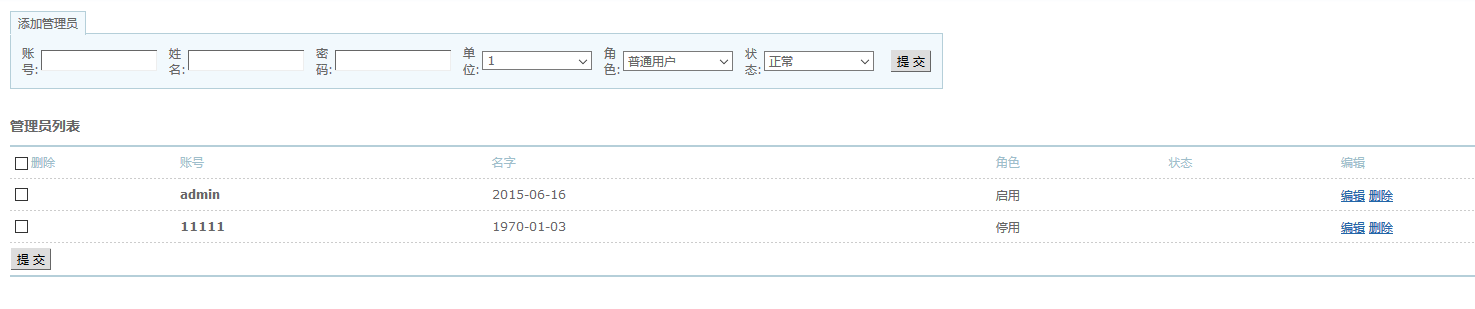 添加管理员
账号: 姓名: 密码: 单位: 1 角色: 普通用户 状态: 正常 提 交
管理员列表
删除 账号 名字 角色 状态 编辑
admin 2015-06-16 启用 编辑 删除
11111 1970-01-03 停用 编辑 删除
提 交